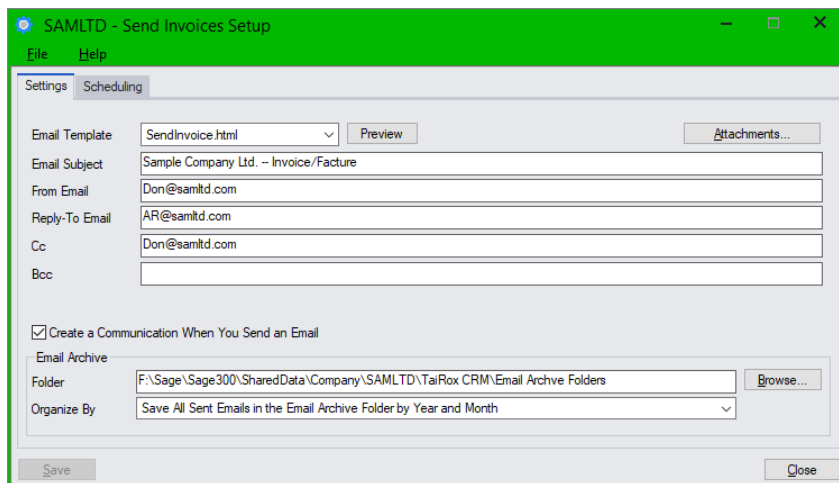 SAMLTD - Send Invoices Setup
File Help
Settings Scheduling
Email Template SendInvoice.html Preview Attachments...
Email Subject Sample Company Ltd. -- Invoice/Facture
From Email Don@samltd.com
Reply-To Email AR@samltd.com
Cc Don@samltd.com
Bcc
Create a Communication When You Send an Email
Email Archive
Folder F:\Sage\Sage300\SharedData\Company\SAMLTD\TaiRox CRM\Email Archve Folders Browse...
Organize By Save All Sent Emails in the Email Archive Folder by Year and Month
Save Close